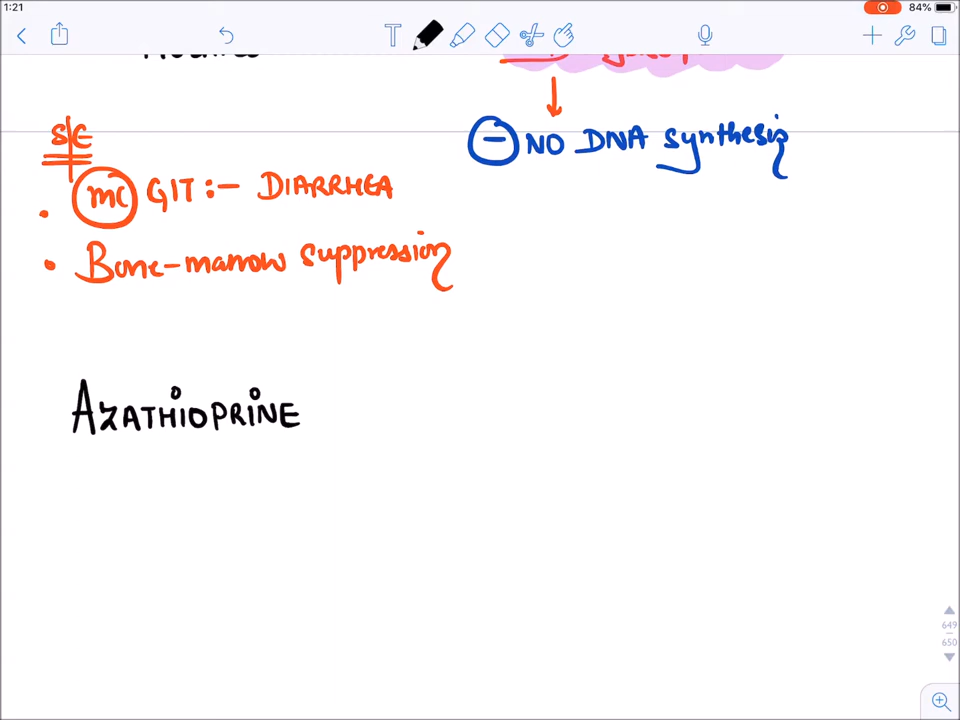 1:21
84%
T
NO DNA synthesis
S/E
mc GIT:- DIARRHEA
• Bone-marrow suppression
AZATHIOPRINE
649
650